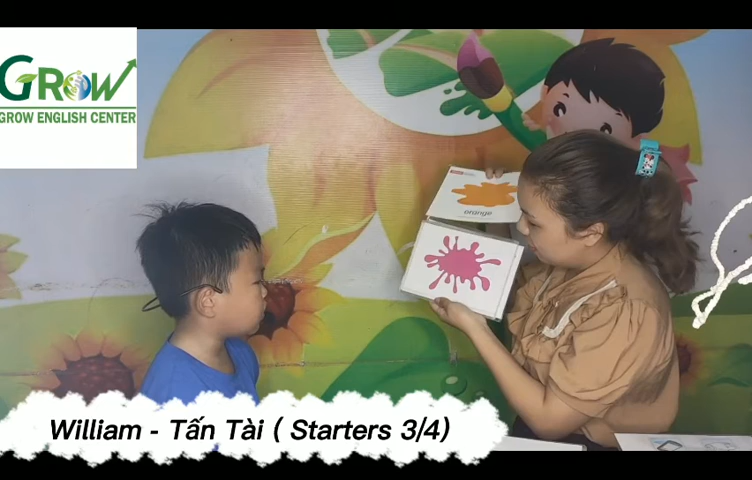 GROW
GROW ENGLISH CENTER
orange
William - Tấn Tài ( Starters 3/4)